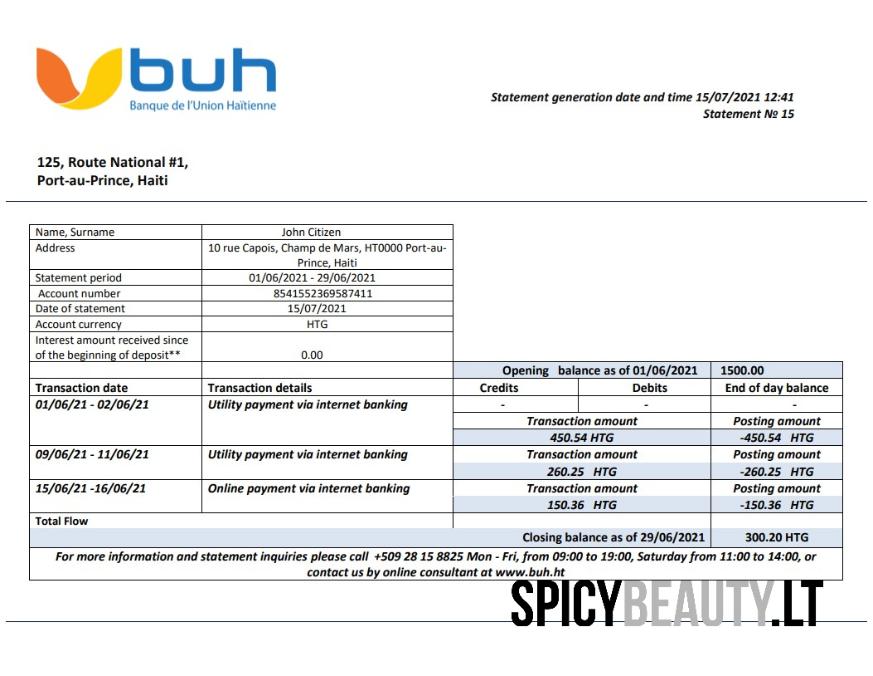 buh
Banque de l'Union Haïtienne
Statement generation date and time 15/07/2021 12:41
Statement № 15
125, Route National #1,
Port-au-Prince, Haiti
Name, Surname John Citizen
Address 10 rue Capois, Champ de Mars, HT0000 Port-au-
Prince, Haiti
Statement period 01/06/2021 - 29/06/2021
Account number 8541552369587411
Date of statement 15/07/2021
Account currency HTG
Interest amount received since
of the beginning of deposit** 0.00
Opening balance as of 01/06/2021 1500.00
Transaction date Transaction details Credits Debits End of day balance
01/06/21 - 02/06/21 Utility payment via internet banking - - -
Transaction amount Posting amount
450.54 HTG -450.54 HTG
09/06/21 - 11/06/21 Utility payment via internet banking Transaction amount Posting amount
260.25 HTG -260.25 HTG
15/06/21 -16/06/21 Online payment via internet banking Transaction amount Posting amount
150.36 HTG -150.36 HTG
Total Flow
Closing balance as of 29/06/2021 300.20 HTG
For more information and statement inquiries please call +509 28 15 8825 Mon - Fri, from 09:00 to 19:00, Saturday from 11:00 to 14:00, or
contact us by online consultant at www.buh.ht
SPICYBEAUTY.LT